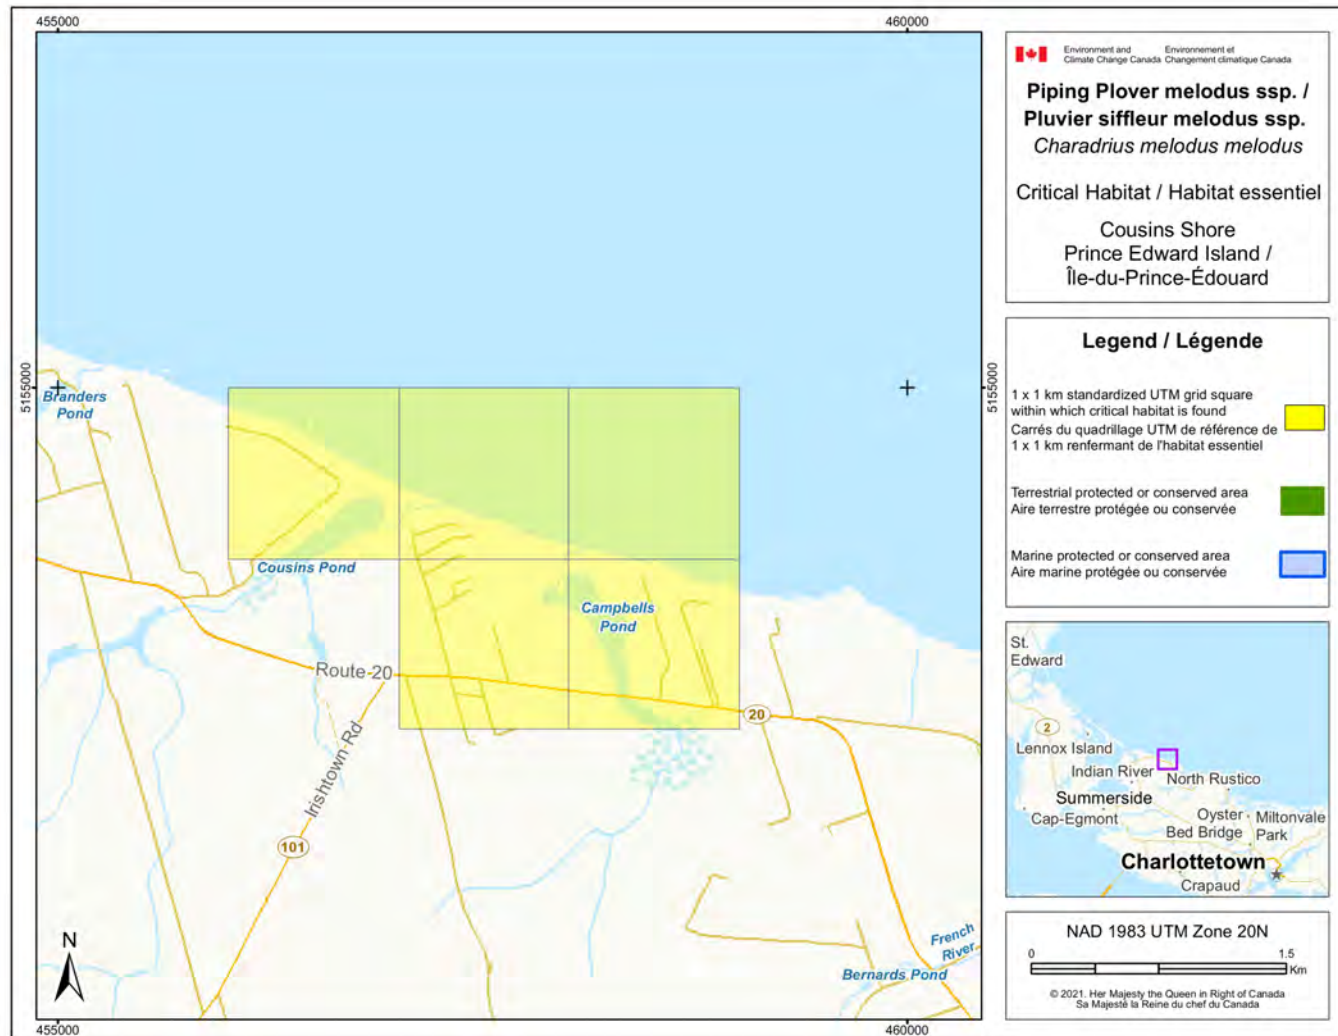 455000
460000
5155000
5155000
Branders
Pond
Cousins Pond
Campbells
Pond
Route 20
20
Irishtown Rd
101
French
River
Bernards Pond
N
455000
460000
Environment and
Climate Change Canada
Environnement et
Changement climatique Canada
Piping Plover melodus ssp. /
Pluvier siffleur melodus ssp.
Charadrius melodus melodus
Critical Habitat / Habitat essentiel
Cousins Shore
Prince Edward Island /
Île-du-Prince-Édouard
Legend / Légende
1 x 1 km standardized UTM grid square
within which critical habitat is found
Carrés du quadrillage UTM de référence de
1 x 1 km renfermant de l'habitat essentiel
Terrestrial protected or conserved area
Aire terrestre protégée ou conservée
Marine protected or conserved area
Aire marine protégée ou conservée
St.
Edward
2
Lennox Island
Indian River
North Rustico
Summerside
Cap-Egmont
Oyster
Bed Bridge
Miltonvale
Park
Charlottetown
Crapaud
NAD 1983 UTM Zone 20N
0 1.5
Km
© 2021. Her Majesty the Queen in Right of Canada
Sa Majesté la Reine du chef du Canada